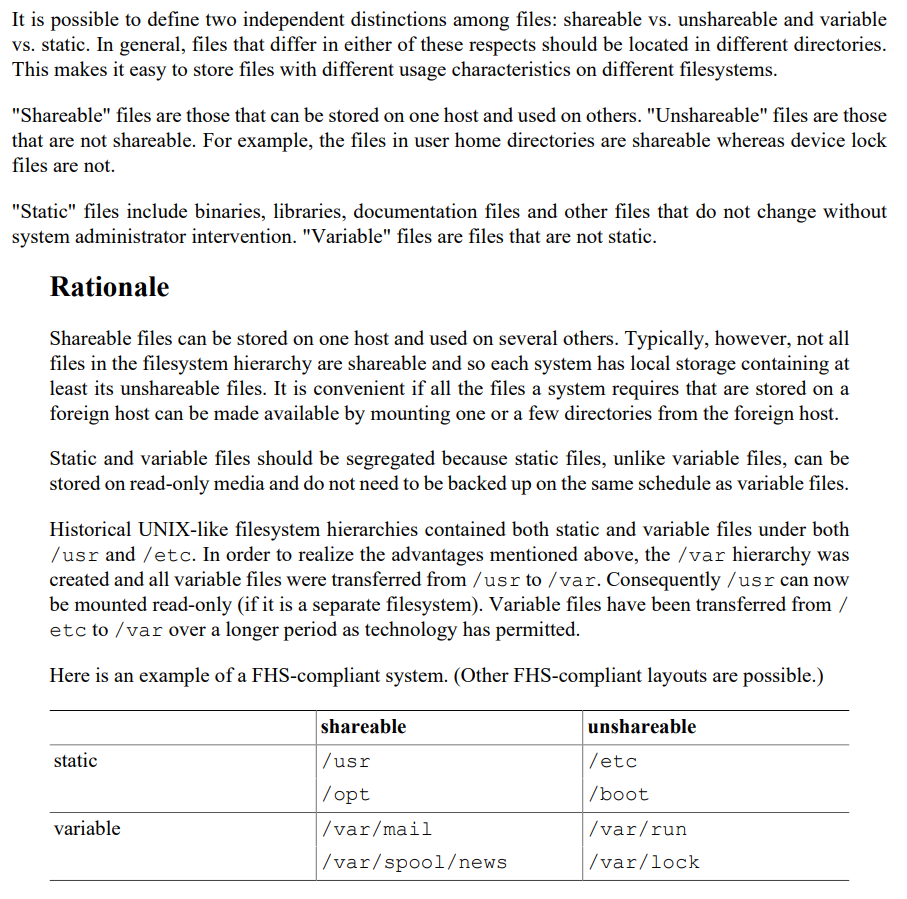 It is possible to define two independent distinctions among files: shareable vs. unshareable and variable
vs. static. In general, files that differ in either of these respects should be located in different directories.
This makes it easy to store files with different usage characteristics on different filesystems.
"Shareable" files are those that can be stored on one host and used on others. "Unshareable" files are those
that are not shareable. For example, the files in user home directories are shareable whereas device lock
files are not.
"Static" files include binaries, libraries, documentation files and other files that do not change without
system administrator intervention. "Variable" files are files that are not static.
Rationale
Shareable files can be stored on one host and used on several others. Typically, however, not all
files in the filesystem hierarchy are shareable and so each system has local storage containing at
least its unshareable files. It is convenient if all the files a system requires that are stored on a
foreign host can be made available by mounting one or a few directories from the foreign host.
Static and variable files should be segregated because static files, unlike variable files, can be
stored on read-only media and do not need to be backed up on the same schedule as variable files.
Historical UNIX-like filesystem hierarchies contained both static and variable files under both
/usr and /etc. In order to realize the advantages mentioned above, the /var hierarchy was
created and all variable files were transferred from /usr to /var. Consequently /usr can now
be mounted read-only (if it is a separate filesystem). Variable files have been transferred from /
etc to /var over a longer period as technology has permitted.
Here is an example of a FHS-compliant system. (Other FHS-compliant layouts are possible.)
shareable unshareable
static /usr /etc
/opt /boot
variable /var/mail /var/run
/var/spool/news /var/lock